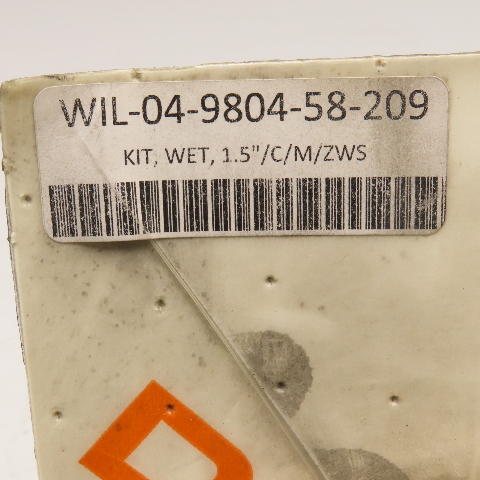 WIL-04-9804-58-209
KIT, WET, 1.5"/C/M/ZWS